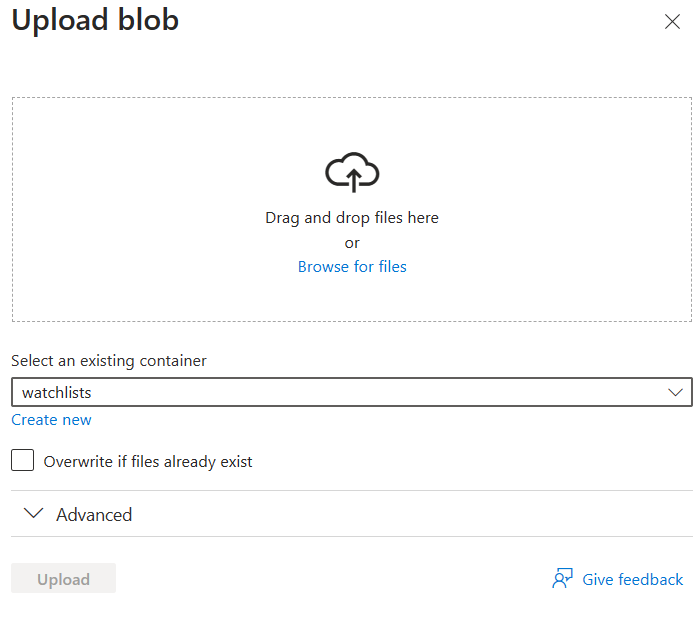 Upload blob
Drag and drop files here
or
Browse for files
Select an existing container
watchlists
Create new
Overwrite if files already exist
Advanced
Upload
Give feedback